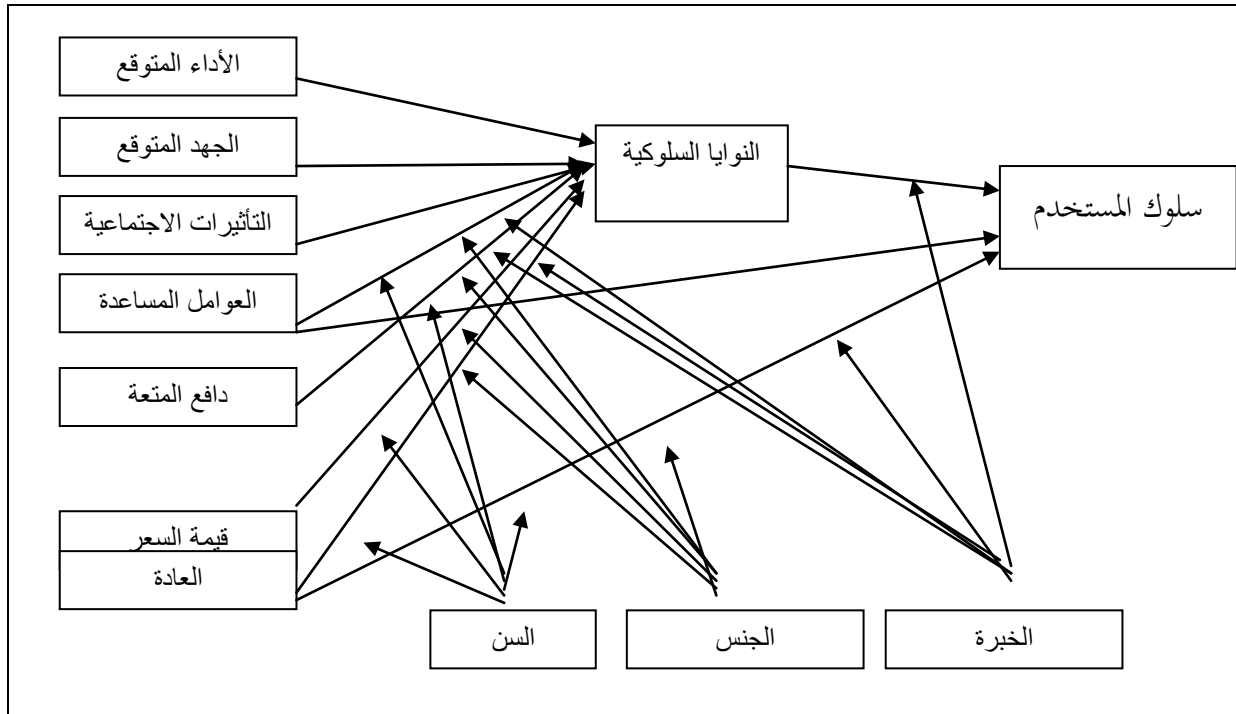 الأداء المتوقع
الجهد المتوقع
التأثيرات الاجتماعية
العوامل المساعدة
دافع المتعة
قيمة السعر
العادة
النوايا السلوكية
سلوك المستخدم
السن
الجنس
الخبرة